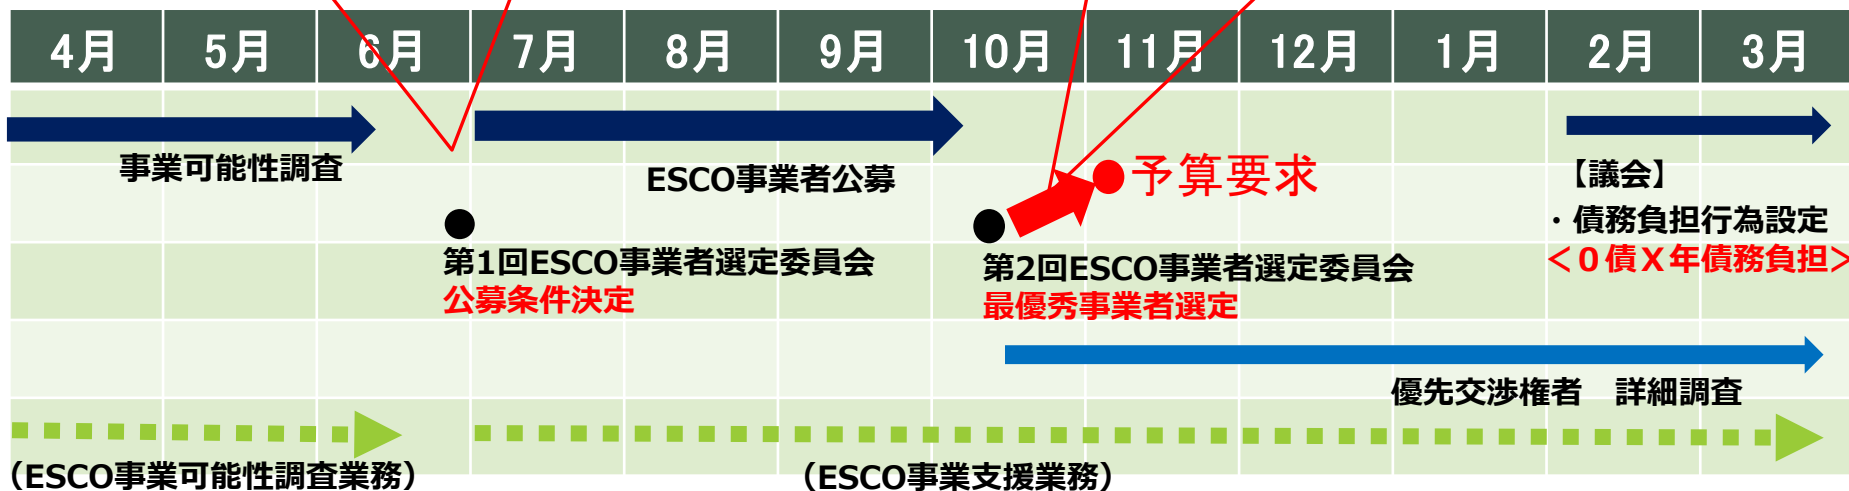 4月 5月 6月 7月 8月 9月 10月 11月 12月 1月 2月 3月
事業可能性調査
ESCO事業者公募
予算要求
【議会】
・債務負担行為設定
＜０債Ｘ年債務負担＞
第1回ESCO事業者選定委員会
公募条件決定
第2回ESCO事業者選定委員会
最優秀事業者選定
優先交渉権者　詳細調査
（ESCO事業可能性調査業務）
（ESCO事業支援業務）